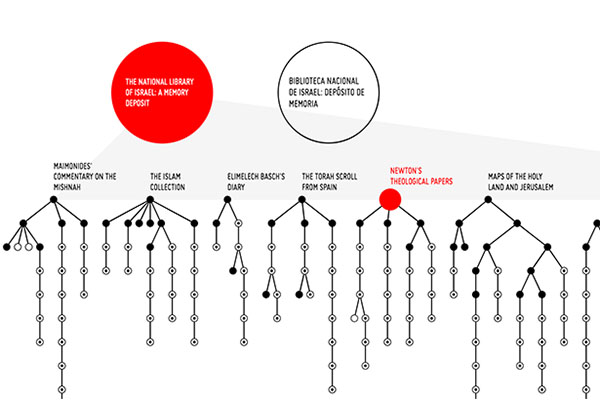 THE NATIONAL LIBRARY
OF ISRAEL: A MEMORY
DEPOSIT
BIBLIOTECA NACIONAL
DE ISRAEL: DEPÓSITO DE
MEMORIA
MAIMONIDES'
COMMENTARY ON THE
MISHNAH
THE ISLAM
COLLECTION
ELIMELECH BASCH'S
DIARY
THE TORAH SCROLL
FROM SPAIN
NEWTON'S
THEOLOGICAL PAPERS
MAPS OF THE HOLY
LAND AND JERUSALEM